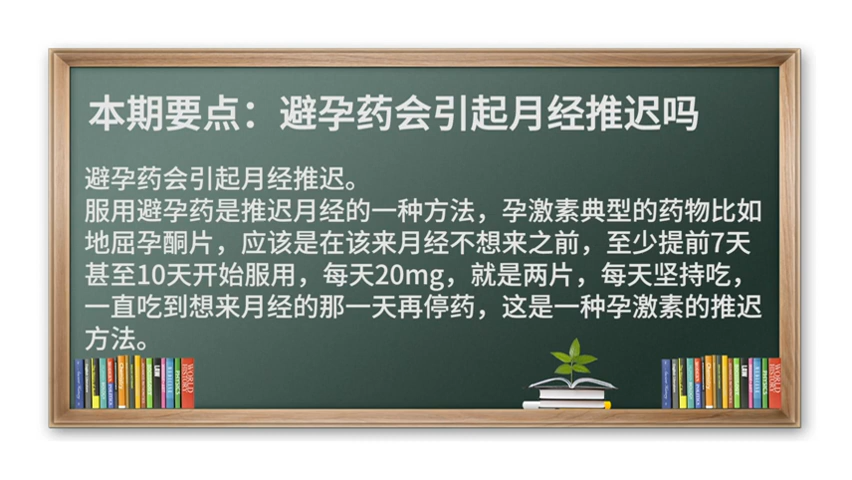 本期要点：避孕药会引起月经推迟吗
避孕药会引起月经推迟。
服用避孕药是推迟月经的一种方法，孕激素典型的药物比如
地屈孕酮片，应该是在该来月经不想来之前，至少提前7天
甚至10天开始服用，每天20mg，就是两片，每天坚持吃，
一直吃到想来月经的那一天再停药，这是一种孕激素的推迟
方法。
WORLD HISTORY
WORLD HISTORY